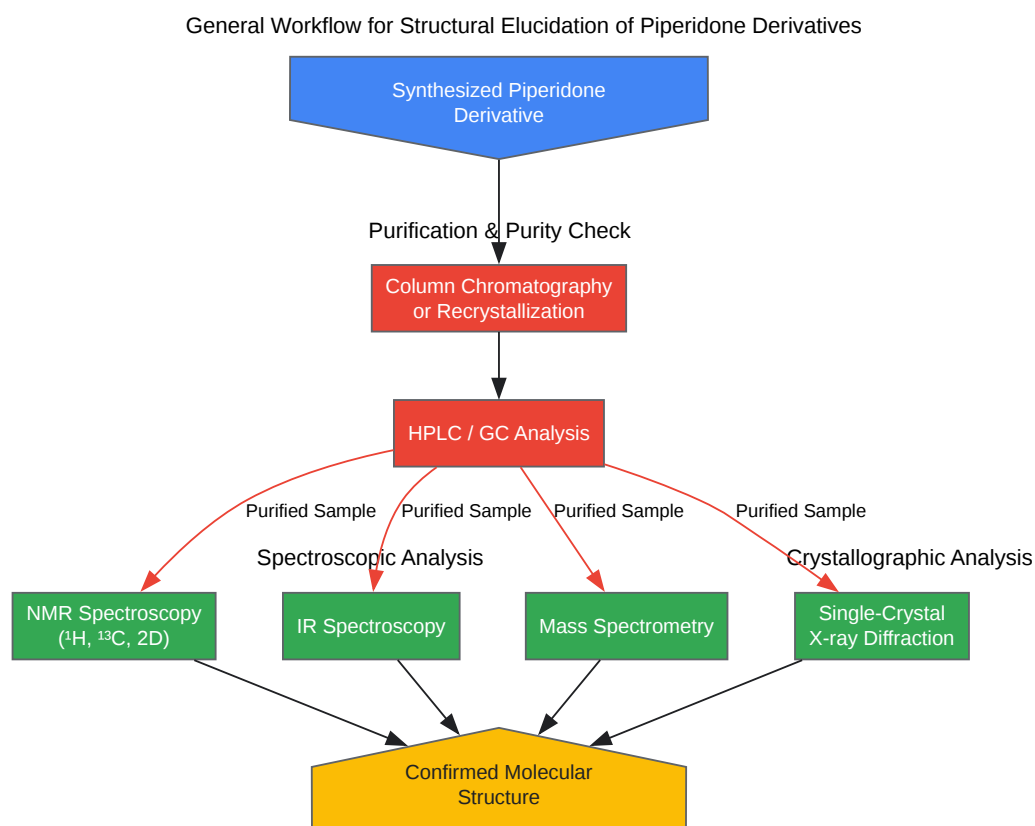 General Workflow for Structural Elucidation of Piperidone Derivatives
Synthesized Piperidone
Derivative
Purification & Purity Check
Column Chromatography
or Recrystallization
HPLC / GC Analysis
Purified Sample
Purified Sample
Purified Sample
Purified Sample
Spectroscopic Analysis
Crystallographic Analysis
NMR Spectroscopy
(¹H, ¹³C, 2D)
IR Spectroscopy
Mass Spectrometry
Single-Crystal
X-ray Diffraction
Confirmed Molecular
Structure